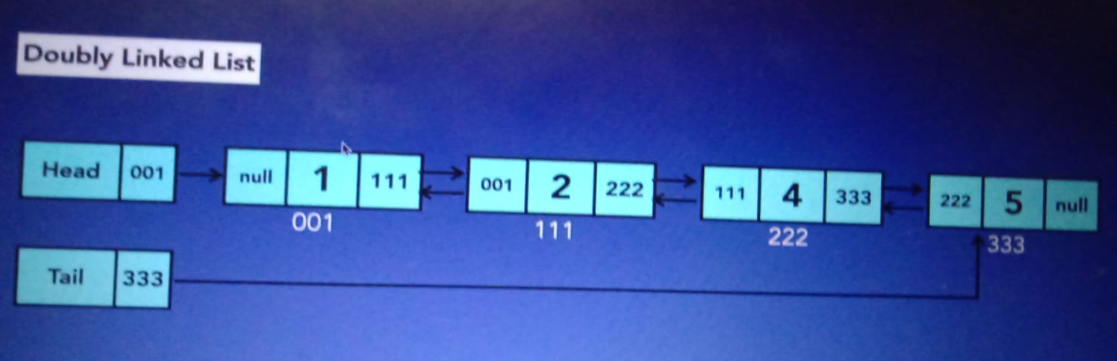 Doubly Linked List
Head 001 null 1 111 001 2 222 111 4 333 222 5 null
001 111 222 333
Tail 333